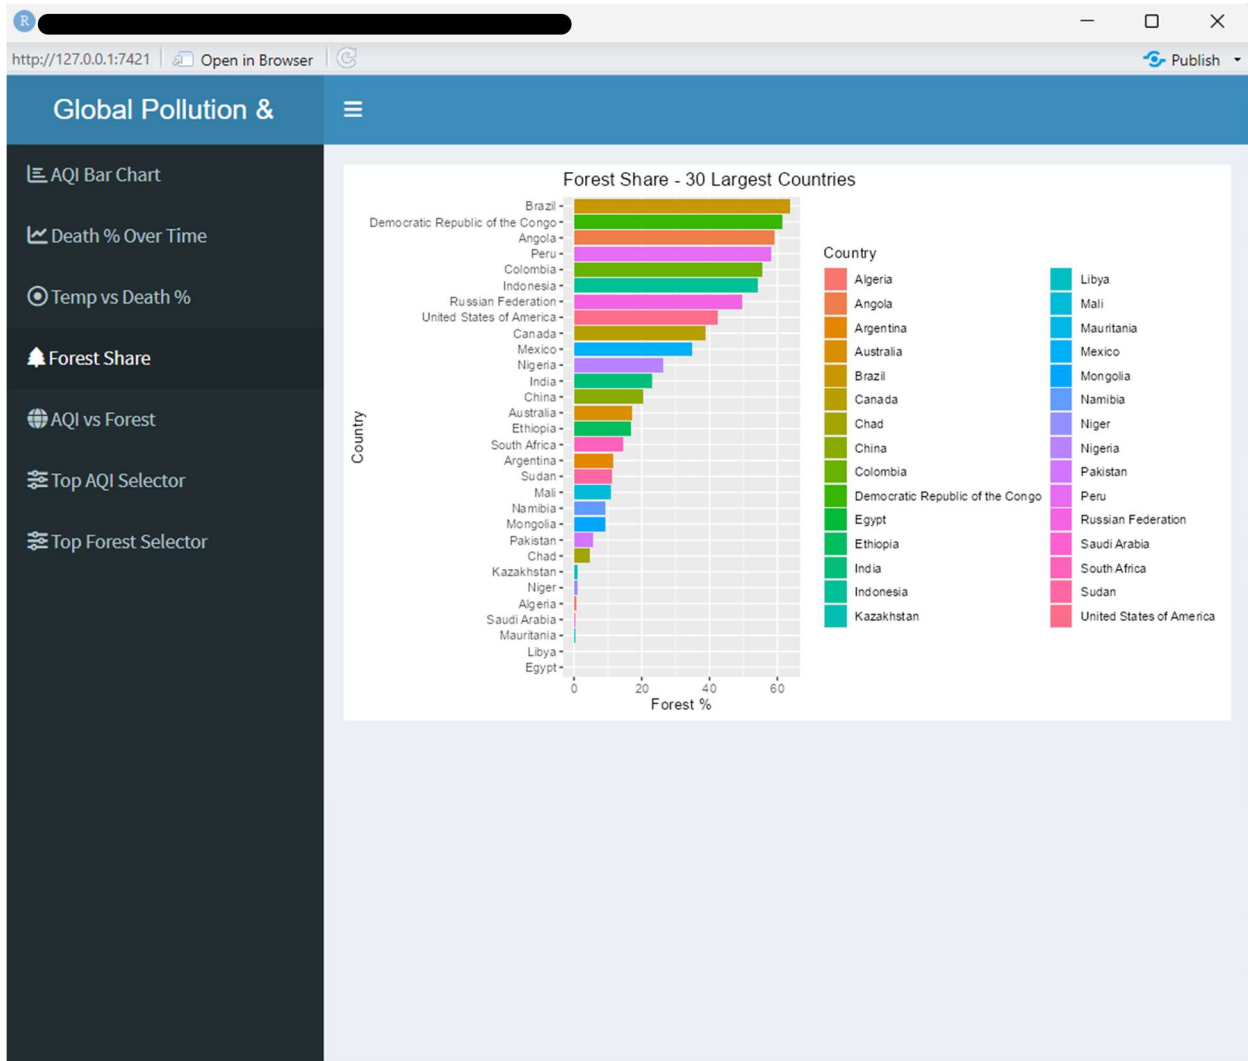 R
http://127.0.0.1:7421 Open in Browser Publish
Global Pollution &
AQI Bar Chart
Death % Over Time
Temp vs Death %
Forest Share
AQI vs Forest
Top AQI Selector
Top Forest Selector
Forest Share - 30 Largest Countries
Country
Brazil
Democratic Republic of the Congo
Angola
Peru
Colombia
Indonesia
Russian Federation
United States of America
Canada
Mexico
Nigeria
India
China
Australia
Ethiopia
South Africa
Argentina
Sudan
Mali
Namibia
Mongolia
Pakistan
Chad
Kazakhstan
Niger
Algeria
Saudi Arabia
Mauritania
Libya
Egypt
0 20 40 60
Forest %
Country
Algeria
Angola
Argentina
Australia
Brazil
Canada
Chad
China
Colombia
Democratic Republic of the Congo
Egypt
Ethiopia
India
Indonesia
Kazakhstan
Libya
Mali
Mauritania
Mexico
Mongolia
Namibia
Niger
Nigeria
Pakistan
Peru
Russian Federation
Saudi Arabia
South Africa
Sudan
United States of America